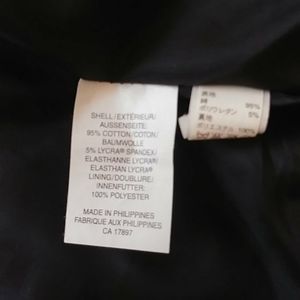 SHELL/EXTÉRIEUR/
AUSSENSEITE:
95% COTTON/COTON/
BAUMWOLLE
5% LYCRA® SPANDEX/
ELASTHANNE LYCRA®/
ELASTHAN LYCRA®
LINING/DOUBLURE/
INNENFUTTER:
100% POLYESTER
MADE IN PHILIPPINES
FABRIQUE AUX PHILIPPINES
CA 17897
表地
綿 95%
ポリウレタン 5%
裏地
ポリエステル 100%